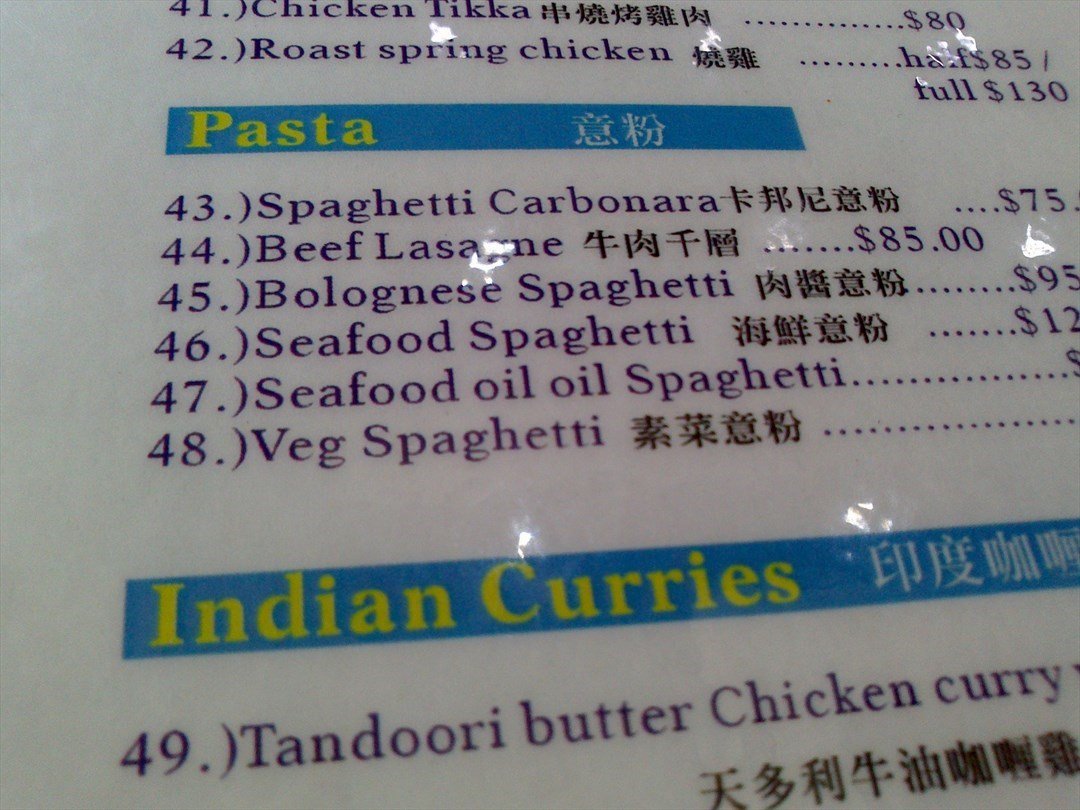 41.)Chicken Tikka 串燒烤雞肉 ..............$80
42.)Roast spring chicken 燒雞 .........half$85 /
full $130
Pasta 意粉
43.)Spaghetti Carbonara卡邦尼意粉 ....$75.
44.)Beef Lasagne 牛肉千層 ........$85.00
45.)Bolognese Spaghetti 肉醬意粉.........$95
46.)Seafood Spaghetti 海鮮意粉 .......$12
47.)Seafood oil oil Spaghetti...................$
48.)Veg Spaghetti 素菜意粉 ......................
Indian Curries 印度咖喱
49.)Tandoori butter Chicken curry
天多利牛油咖喱雞